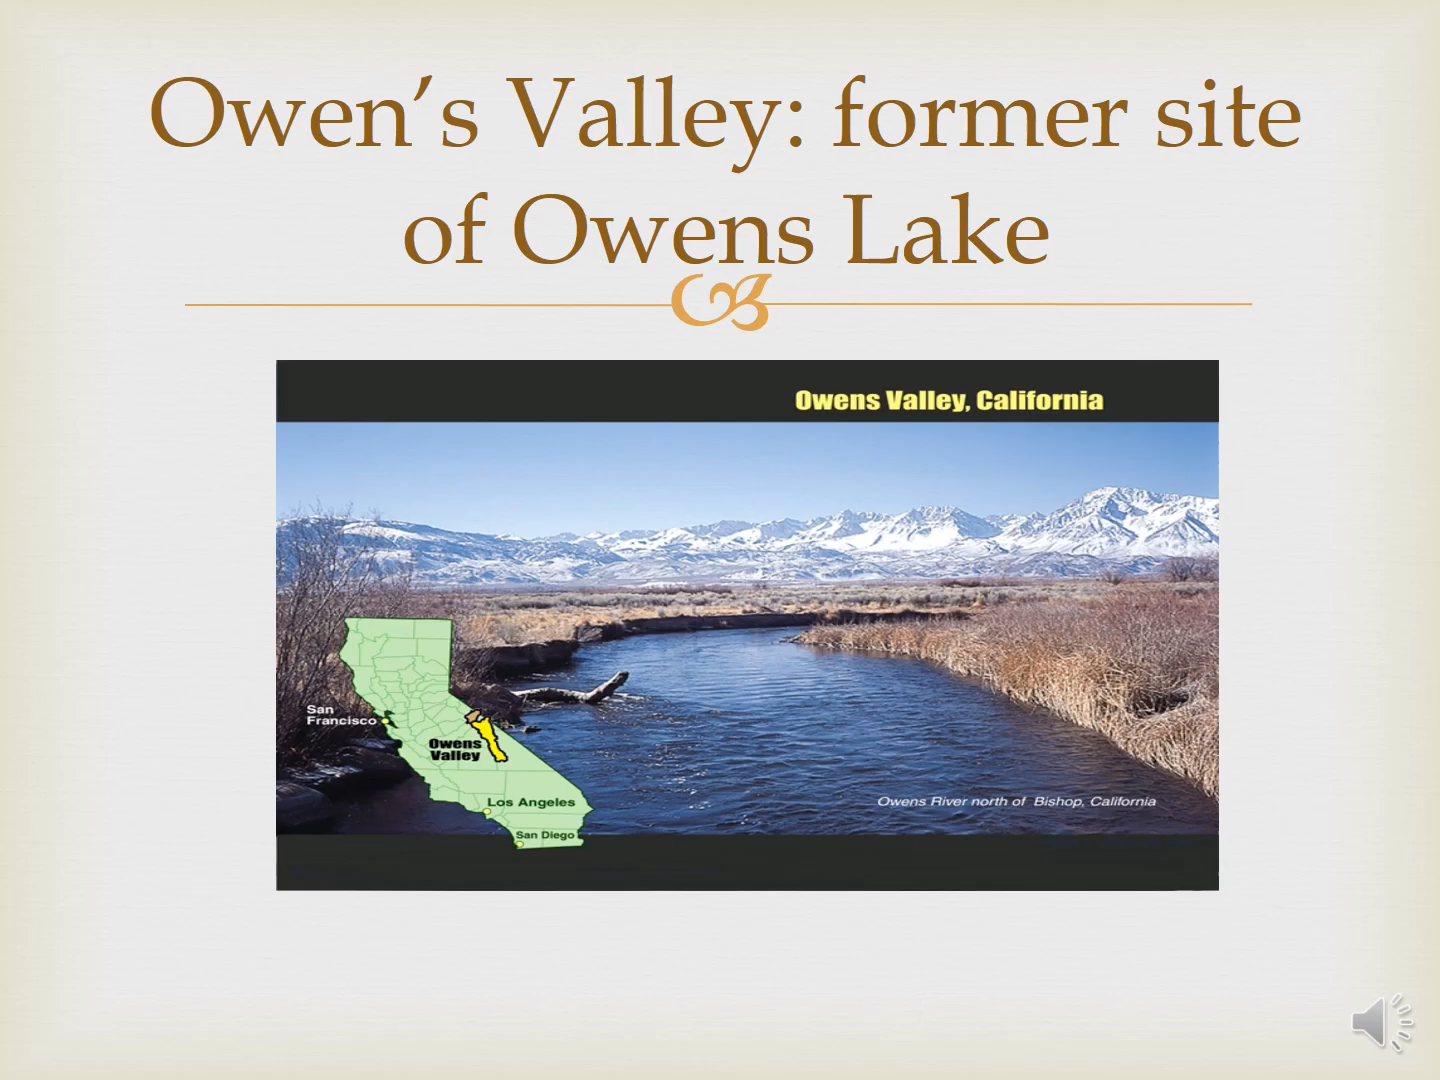 Owen’s Valley: former site
of Owens Lake
Owens Valley, California
San
Francisco
Owens
Valley
Los Angeles
San Diego
Owens River north of Bishop, California